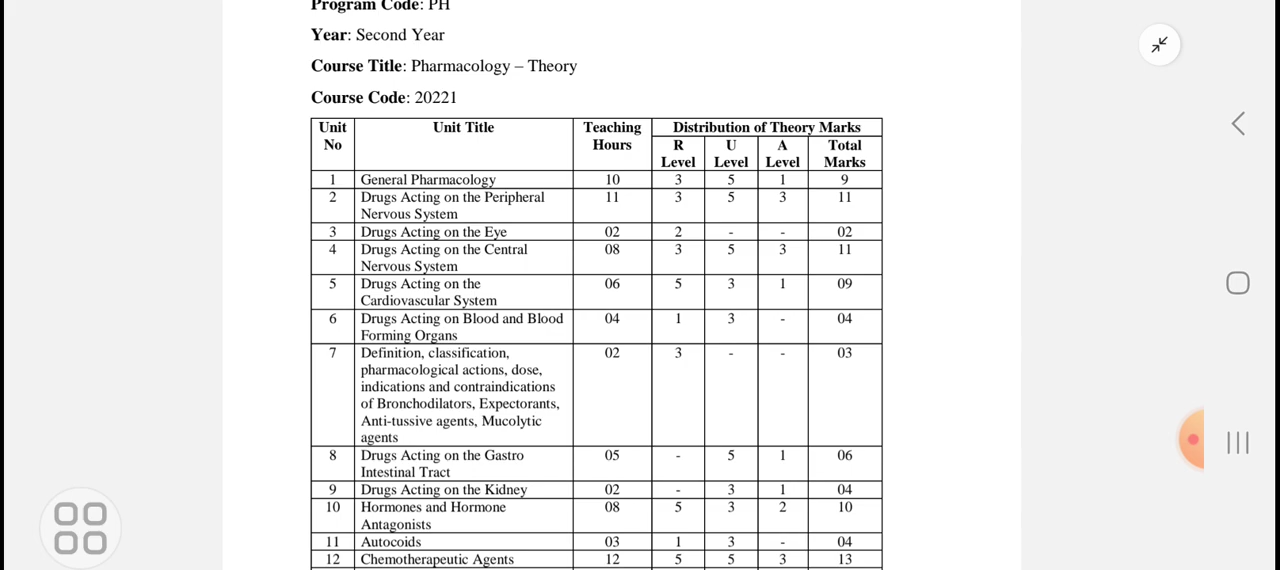 Program Code: PH
Year: Second Year
Course Title: Pharmacology – Theory
Course Code: 20221
Unit No | Unit Title | Teaching Hours | Distribution of Theory Marks
R Level | U Level | A Level | Total Marks
1 | General Pharmacology | 10 | 3 | 5 | 1 | 9
2 | Drugs Acting on the Peripheral Nervous System | 11 | 3 | 5 | 3 | 11
3 | Drugs Acting on the Eye | 02 | 2 | - | - | 02
4 | Drugs Acting on the Central Nervous System | 08 | 3 | 5 | 3 | 11
5 | Drugs Acting on the Cardiovascular System | 06 | 5 | 3 | 1 | 09
6 | Drugs Acting on Blood and Blood Forming Organs | 04 | 1 | 3 | - | 04
7 | Definition, classification, pharmacological actions, dose, indications and contraindications of Bronchodilators, Expectorants, Anti-tussive agents, Mucolytic agents | 02 | 3 | - | - | 03
8 | Drugs Acting on the Gastro Intestinal Tract | 05 | - | 5 | 1 | 06
9 | Drugs Acting on the Kidney | 02 | - | 3 | 1 | 04
10 | Hormones and Hormone Antagonists | 08 | 5 | 3 | 2 | 10
11 | Autocoids | 03 | 1 | 3 | - | 04
12 | Chemotherapeutic Agents | 12 | 5 | 5 | 3 | 13